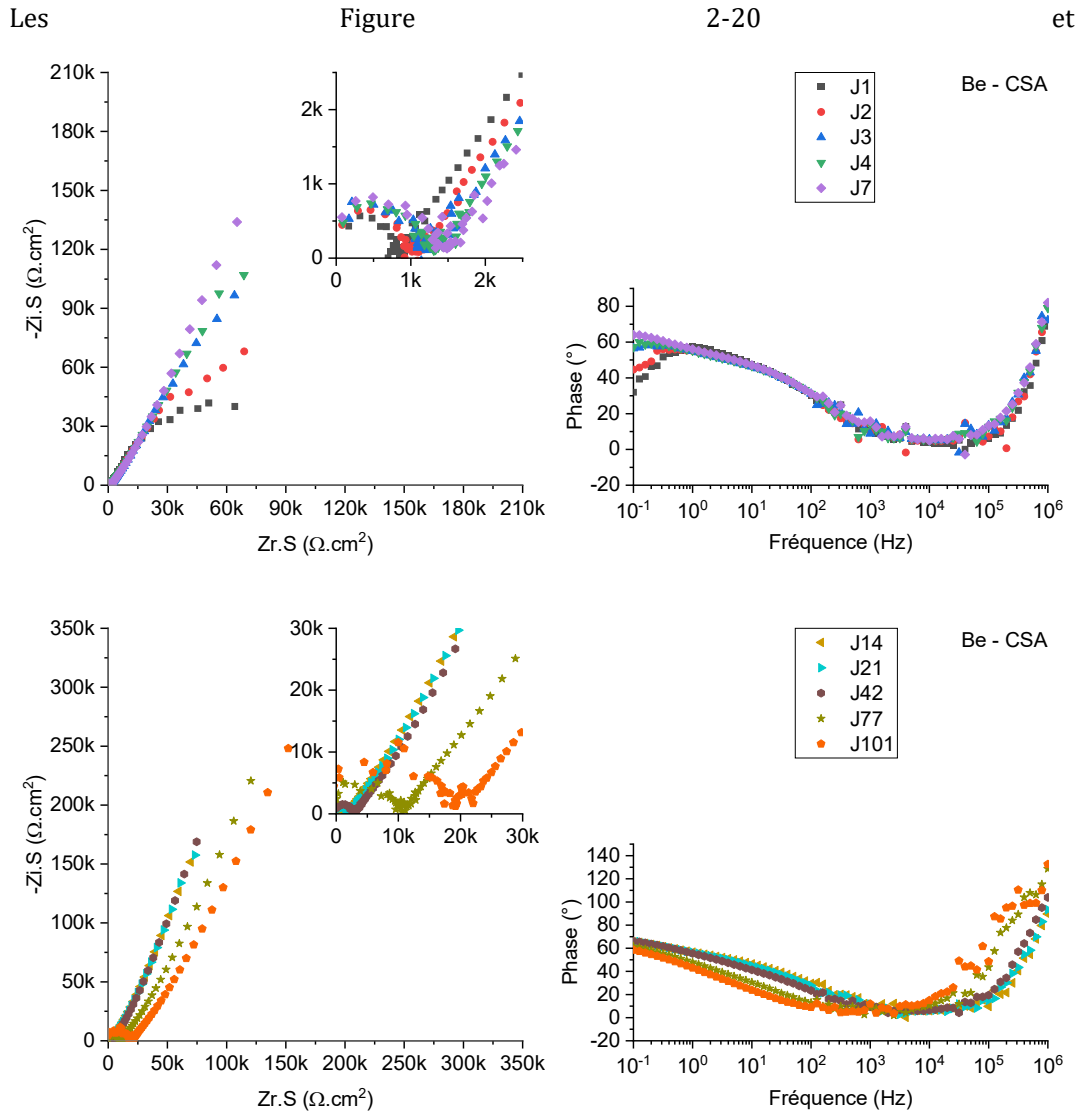 Les Figure 2-20 et
210k
180k
150k
120k
90k
60k
30k
0
-Zi.S (Ω.cm²)
0 30k 60k 90k 120k 150k 180k 210k
Zr.S (Ω.cm²)
2k
1k
0
0 1k 2k
J1
J2
J3
J4
J7
Be - CSA
80
60
40
20
0
-20
Phase (°)
10⁻¹ 10⁰ 10¹ 10² 10³ 10⁴ 10⁵ 10⁶
Fréquence (Hz)
350k
300k
250k
200k
150k
100k
50k
0
-Zi.S (Ω.cm²)
0 50k 100k 150k 200k 250k 300k 350k
Zr.S (Ω.cm²)
30k
20k
10k
0
0 10k 20k 30k
J14
J21
J42
J77
J101
Be - CSA
140
120
100
80
60
40
20
0
-20
Phase (°)
10⁻¹ 10⁰ 10¹ 10² 10³ 10⁴ 10⁵ 10⁶
Fréquence (Hz)